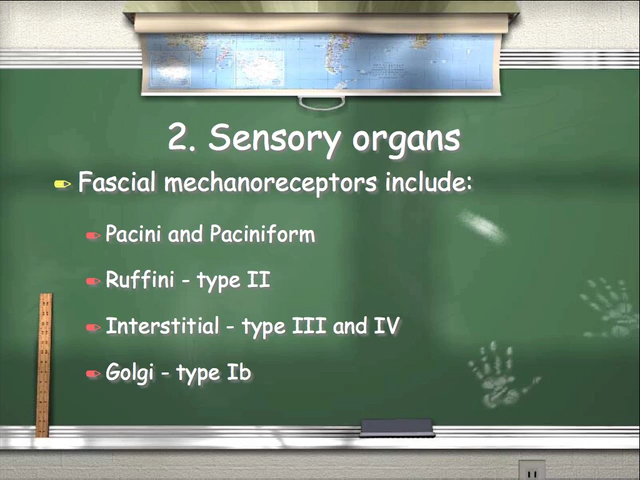 2. Sensory organs
Fascial mechanoreceptors include:
Pacini and Paciniform
Ruffini - type II
Interstitial - type III and IV
Golgi - type Ib